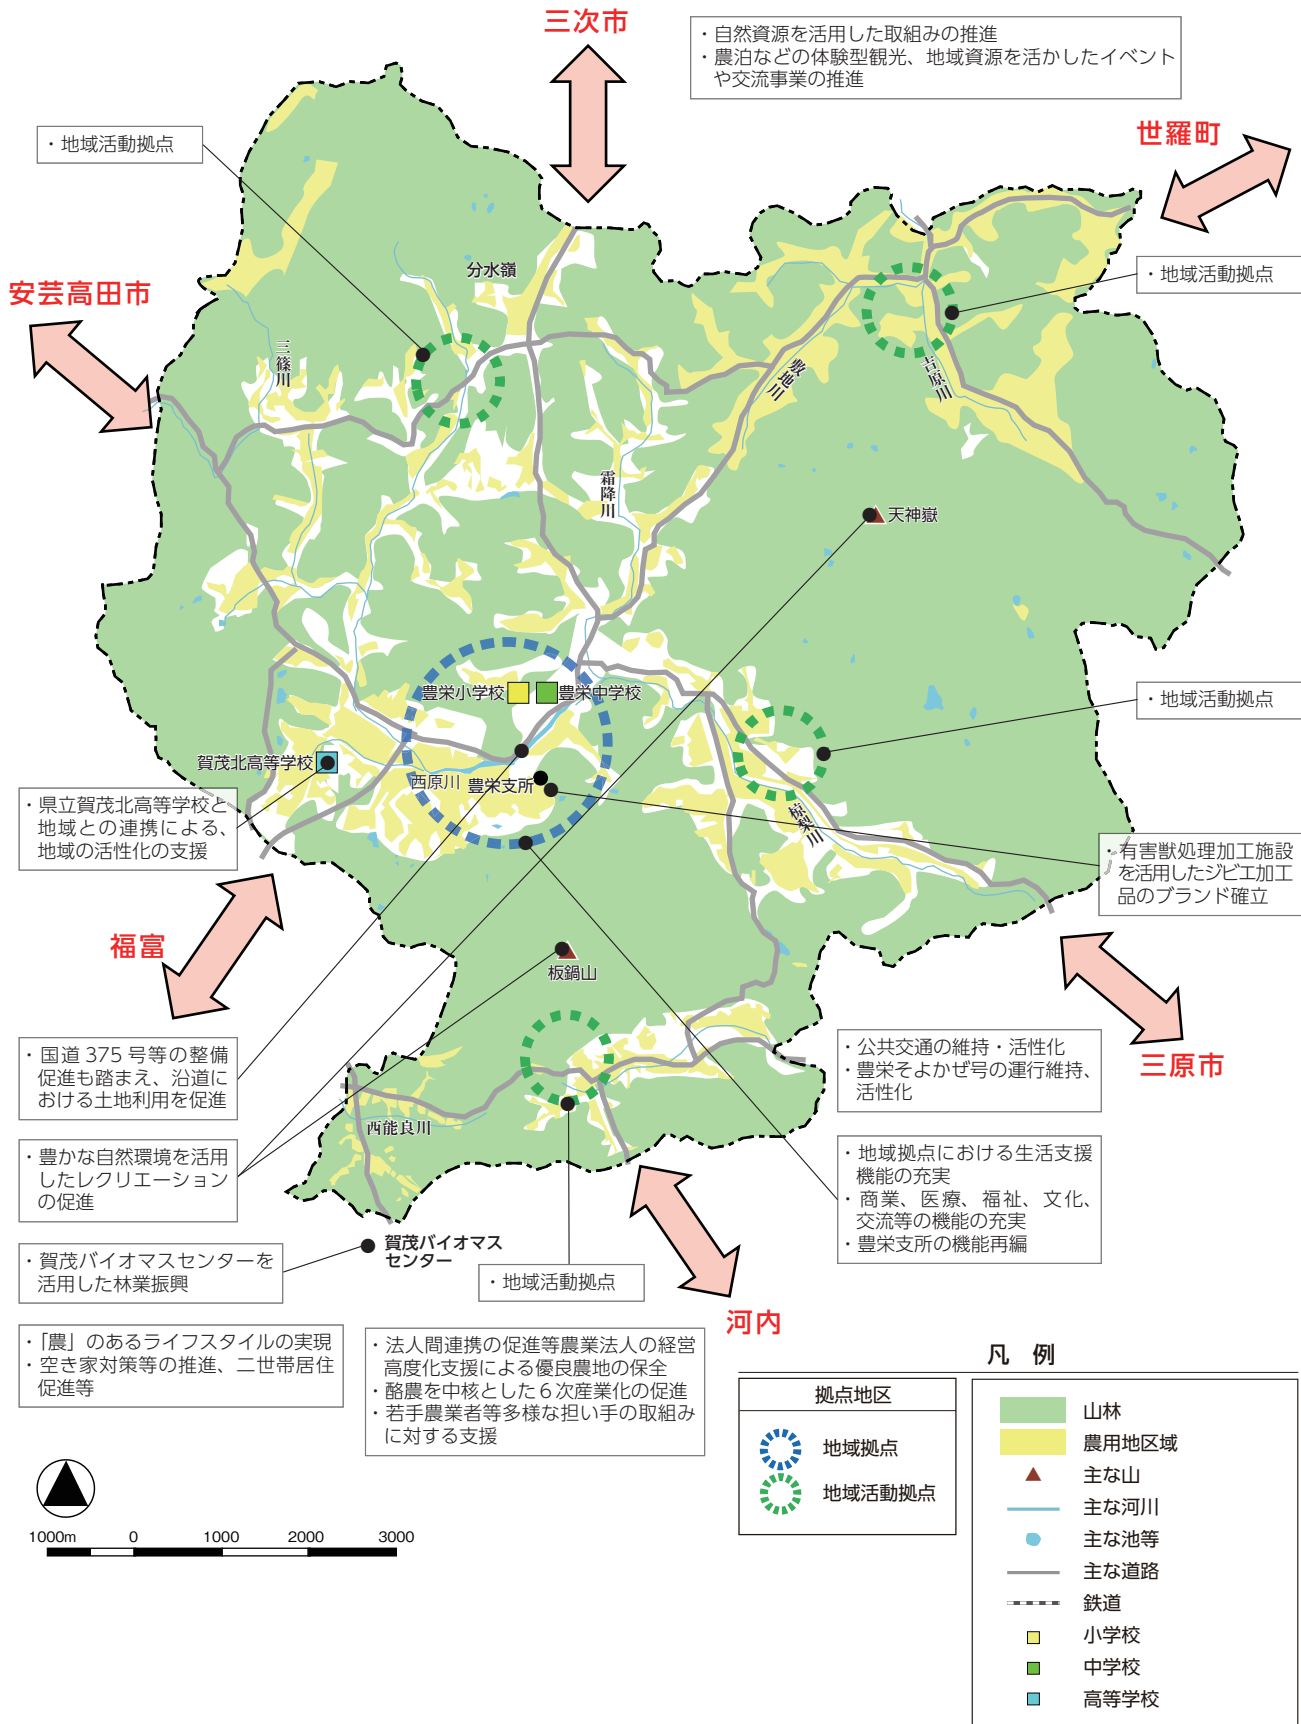 三次市
・自然資源を活用した取組みの推進
・農泊などの体験型観光、地域資源を活かしたイベント
や交流事業の推進
世羅町
・地域活動拠点
・地域活動拠点
分水嶺
安芸高田市
三篠川
敷地川
吉原川
霜降川
天神嶽
豊栄小学校
豊栄中学校
・地域活動拠点
賀茂北高等学校
西原川
豊栄支所
椋梨川
・県立賀茂北高等学校と
地域との連携による、
地域の活性化の支援
・有害獣処理加工施設
を活用したジビエ加工
品のブランド確立
福富
板鍋山
・国道 375 号等の整備
促進も踏まえ、沿道に
おける土地利用を促進
・公共交通の維持・活性化
・豊栄そよかぜ号の運行維持、
活性化
三原市
西能良川
・豊かな自然環境を活用
したレクリエーション
の促進
・地域拠点における生活支援
機能の充実
・商業、医療、福祉、文化、
交流等の機能の充実
・豊栄支所の機能再編
賀茂バイオマス
センター
・賀茂バイオマスセンターを
活用した林業振興
・地域活動拠点
河内
・「農」のあるライフスタイルの実現
・空き家対策等の推進、二世帯居住
促進等
・法人間連携の促進等農業法人の経営
高度化支援による優良農地の保全
・酪農を中核とした６次産業化の促進
・若手農業者等多様な担い手の取組み
に対する支援
凡 例
拠点地区
地域拠点
地域活動拠点
山林
農用地区域
主な山
主な河川
主な池等
主な道路
鉄道
小学校
中学校
高等学校
1000m 0 1000 2000 3000